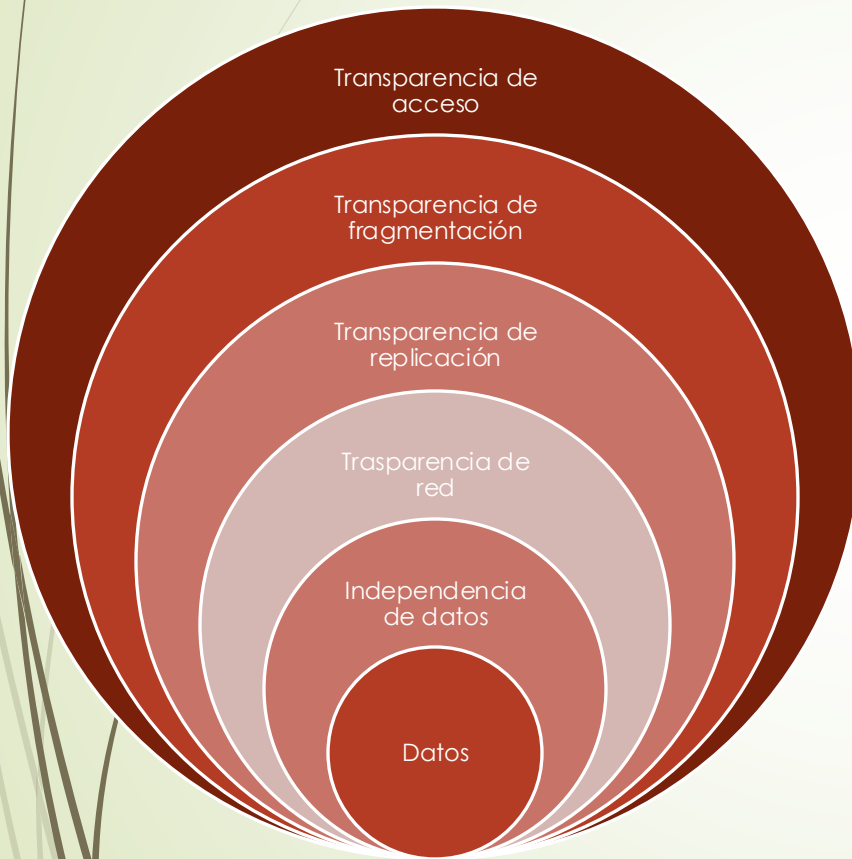 Transparencia de
acceso
Transparencia de
fragmentación
Transparencia de
replicación
Trasparencia de
red
Independencia
de datos
Datos